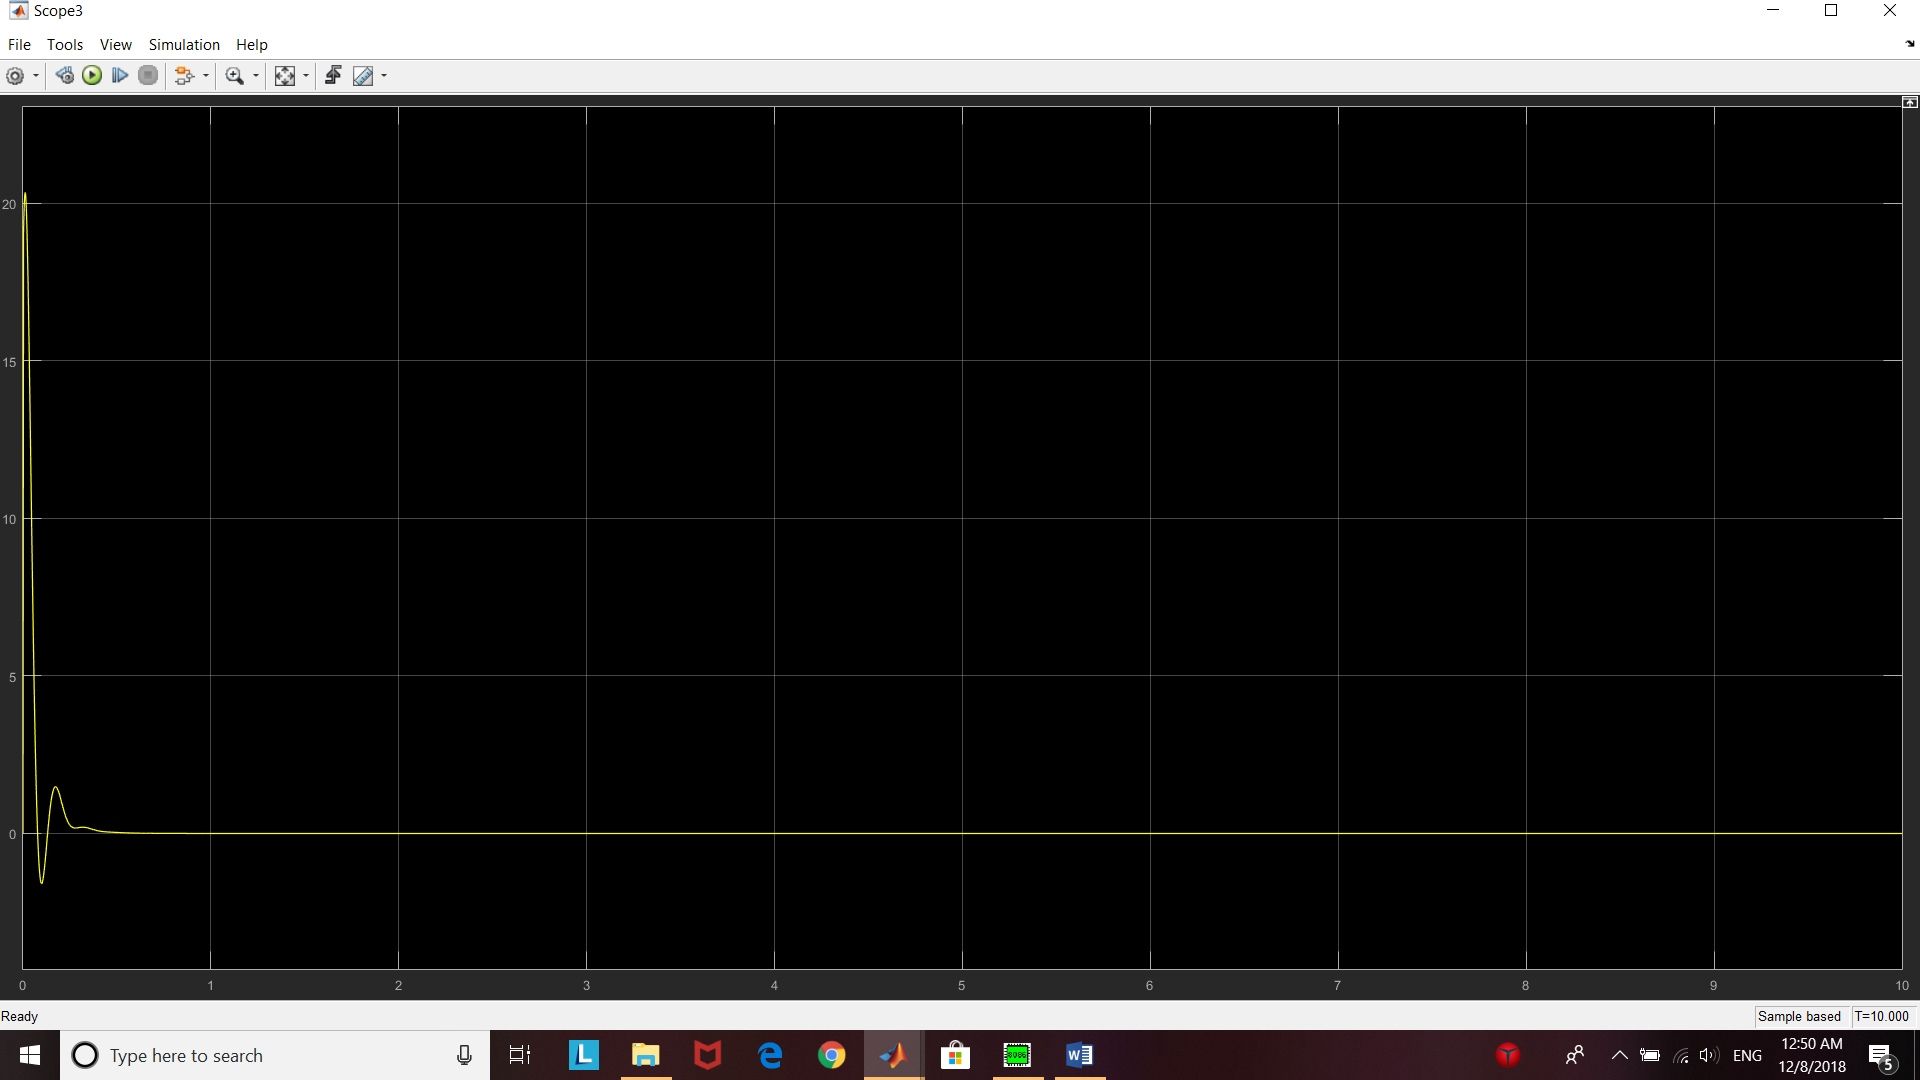 Scope3
File Tools View Simulation Help
20
15
10
5
0
0 1 2 3 4 5 6 7 8 9 10
Ready
Sample based T=10.000
Type here to search
L
8086
W
ENG
12:50 AM
12/8/2018
5